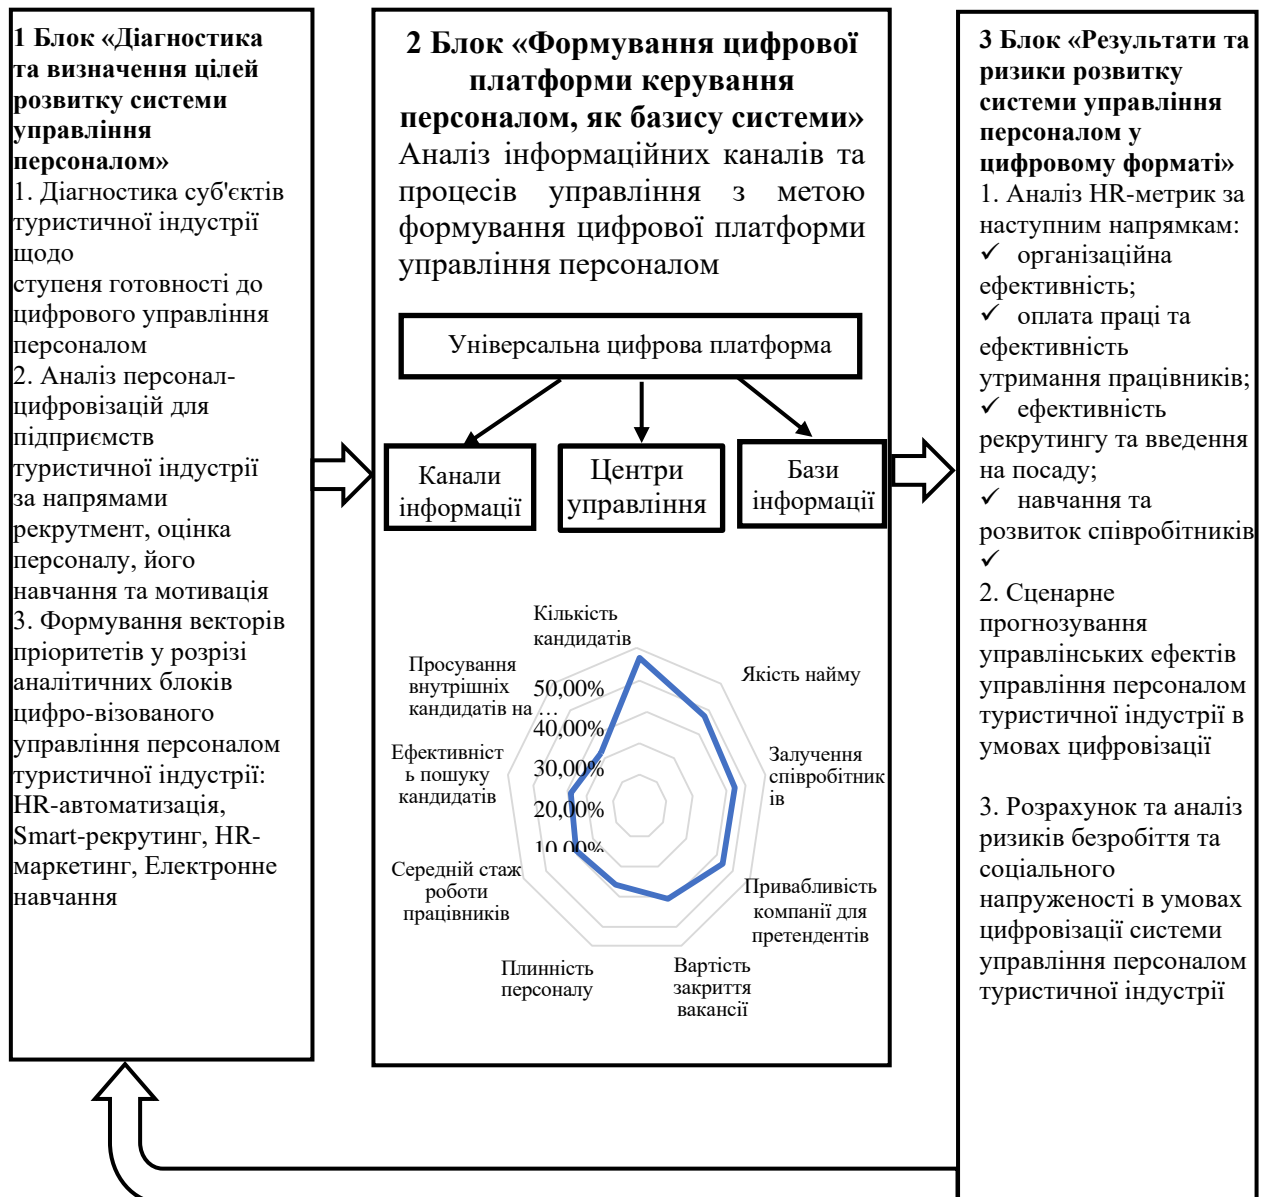 1 Блок «Діагностика
та визначення цілей
розвитку системи
управління
персоналом»
1. Діагностика суб'єктів
туристичної індустрії
щодо
ступеня готовності до
цифрового управління
персоналом
2. Аналіз персонал-
цифровізацій для
підприємств
туристичної індустрії
за напрямами
рекрутмент, оцінка
персоналу, його
навчання та мотивація
3. Формування векторів
пріоритетів у розрізі
аналітичних блоків
цифро-візованого
управління персоналом
туристичної індустрії:
HR-автоматизація,
Smart-рекрутинг, HR-
маркетинг, Електронне
навчання
2 Блок «Формування цифрової
платформи керування
персоналом, як базису системи»
Аналіз інформаційних каналів та
процесів управління з метою
формування цифрової платформи
управління персоналом
Універсальна цифрова платформа
Канали
інформації
Центри
управління
Бази
інформації
Кількість
кандидатів
Якість найму
Залучення
співробітник
ів
Привабливість
компанії для
претендентів
Вартість
закриття
вакансії
Плинність
персоналу
Середній стаж
роботи
працівників
Ефективніст
ь пошуку
кандидатів
Просування
внутрішніх
кандидатів на …
50,00%
40,00%
30,00%
20,00%
10,00%
3 Блок «Результати та
ризики розвитку
системи управління
персоналом у
цифровому форматі»
1. Аналіз HR-метрик за
наступним напрямкам:
✓ організаційна
ефективність;
✓ оплата праці та
ефективність
утримання працівників;
✓ ефективність
рекрутингу та введення
на посаду;
✓ навчання та
розвиток співробітників
✓
2. Сценарне
прогнозування
управлінських ефектів
управління персоналом
туристичної індустрії в
умовах цифровізації
3. Розрахунок та аналіз
ризиків безробіття та
соціального
напруженості в умовах
цифровізації системи
управління персоналом
туристичної індустрії